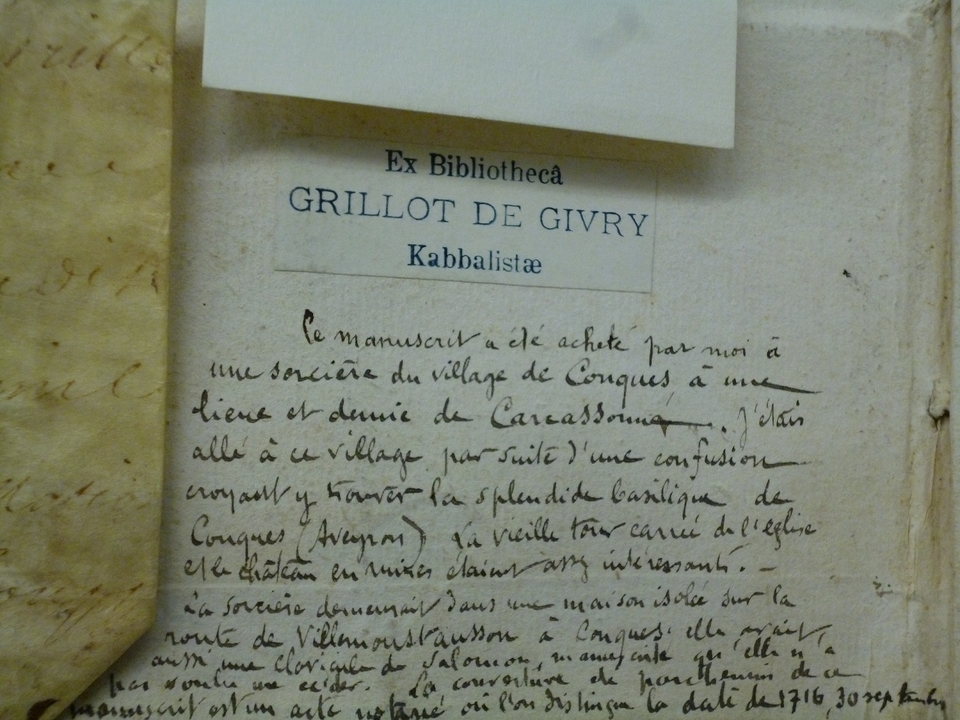 Ex Bibliothecâ
GRILLOT DE GIVRY
Kabbalistæ
Ce manuscrit a été acheté par moi à
une sorcière du village de Conques à une
lieue et demie de Carcassonne. J'étais
allé à ce village par suite d'une confusion
croyant y trouver la splendide basilique de
Conques (Aveyron) La vieille tour carrée de l'église
et le château en ruines étaient assez intéressants. –
La sorcière demeurait dans une maison isolée sur la
route de Villemoustaussou à Conques. elle avait,
aussi une clavicule de Salomon, manuscrite qu'elle n'a
pas voulu me céder. La couverture de parchemin de ce
manuscrit est un acte notarié où l'on distingue la date de 1716, 30 septembre